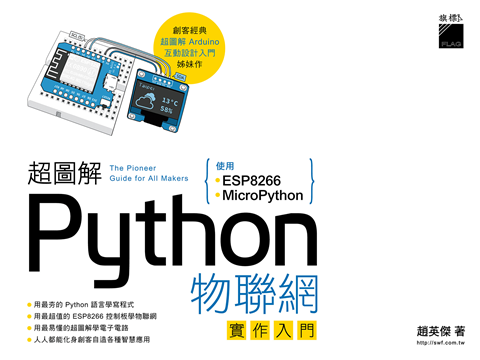 創客經典
超圖解 Arduino
互動設計入門
姊妹作
旗標
FLAG
SCL D1
SDA
Taipei
13°C
58%
超圖解
The Pioneer
Guide for All Makers
使用
ESP8266
MicroPython
Python
物聯網
實作入門
用最夯的 Python 語言學寫程式
用最超值的 ESP8266 控制板學物聯網
用最易懂的超圖解學電子電路
人人都能化身創客自造各種智慧應用
趙英傑 著
http://swf.com.tw